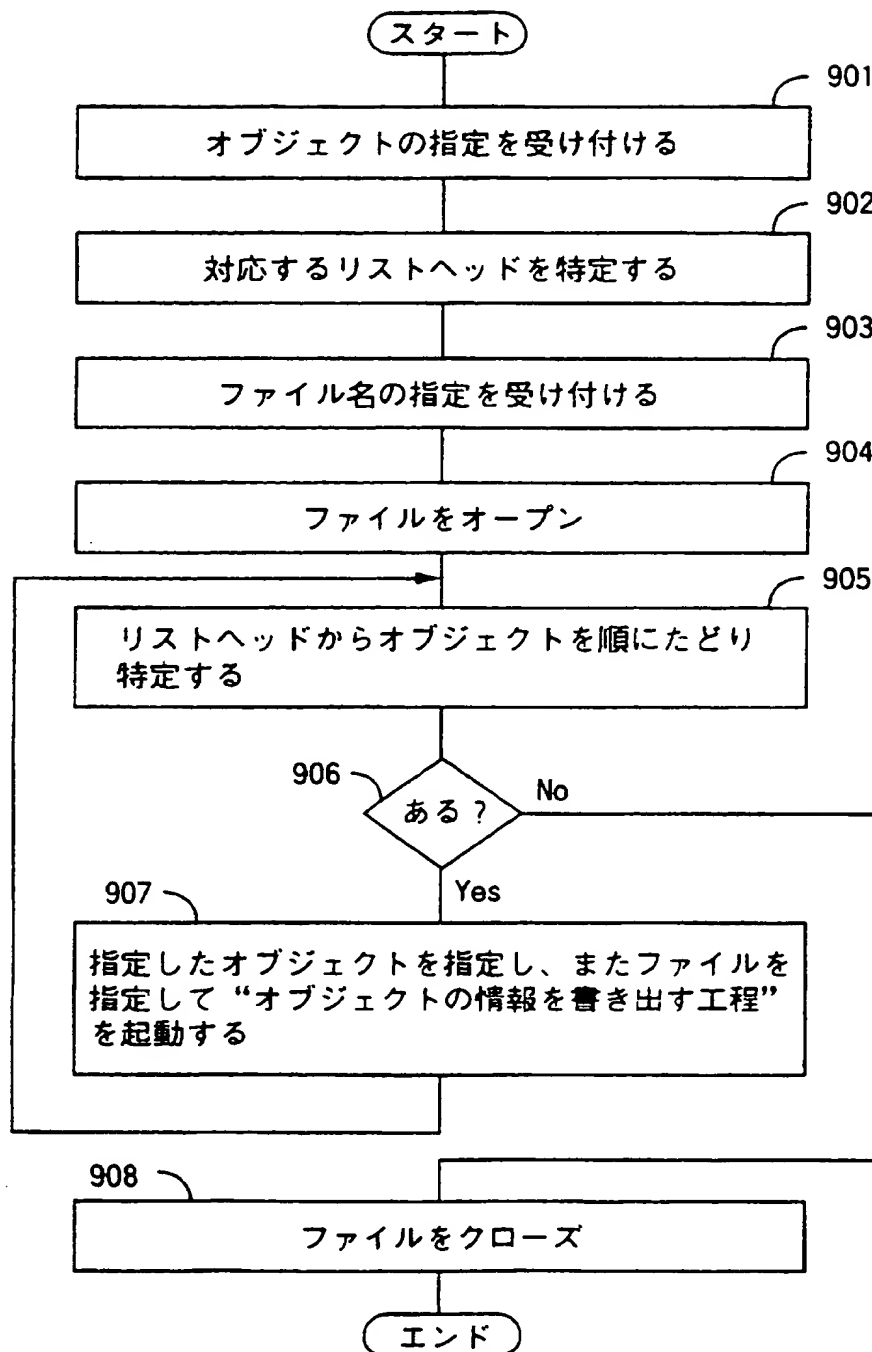 スタート
901
オブジェクトの指定を受け付ける
902
対応するリストヘッドを特定する
903
ファイル名の指定を受け付ける
904
ファイルをオープン
905
リストヘッドからオブジェクトを順にたどり
特定する
906
ある?
No
Yes
907
指定したオブジェクトを指定し、またファイルを
指定して“オブジェクトの情報を書き出す工程”
を起動する
908
ファイルをクローズ
エンド